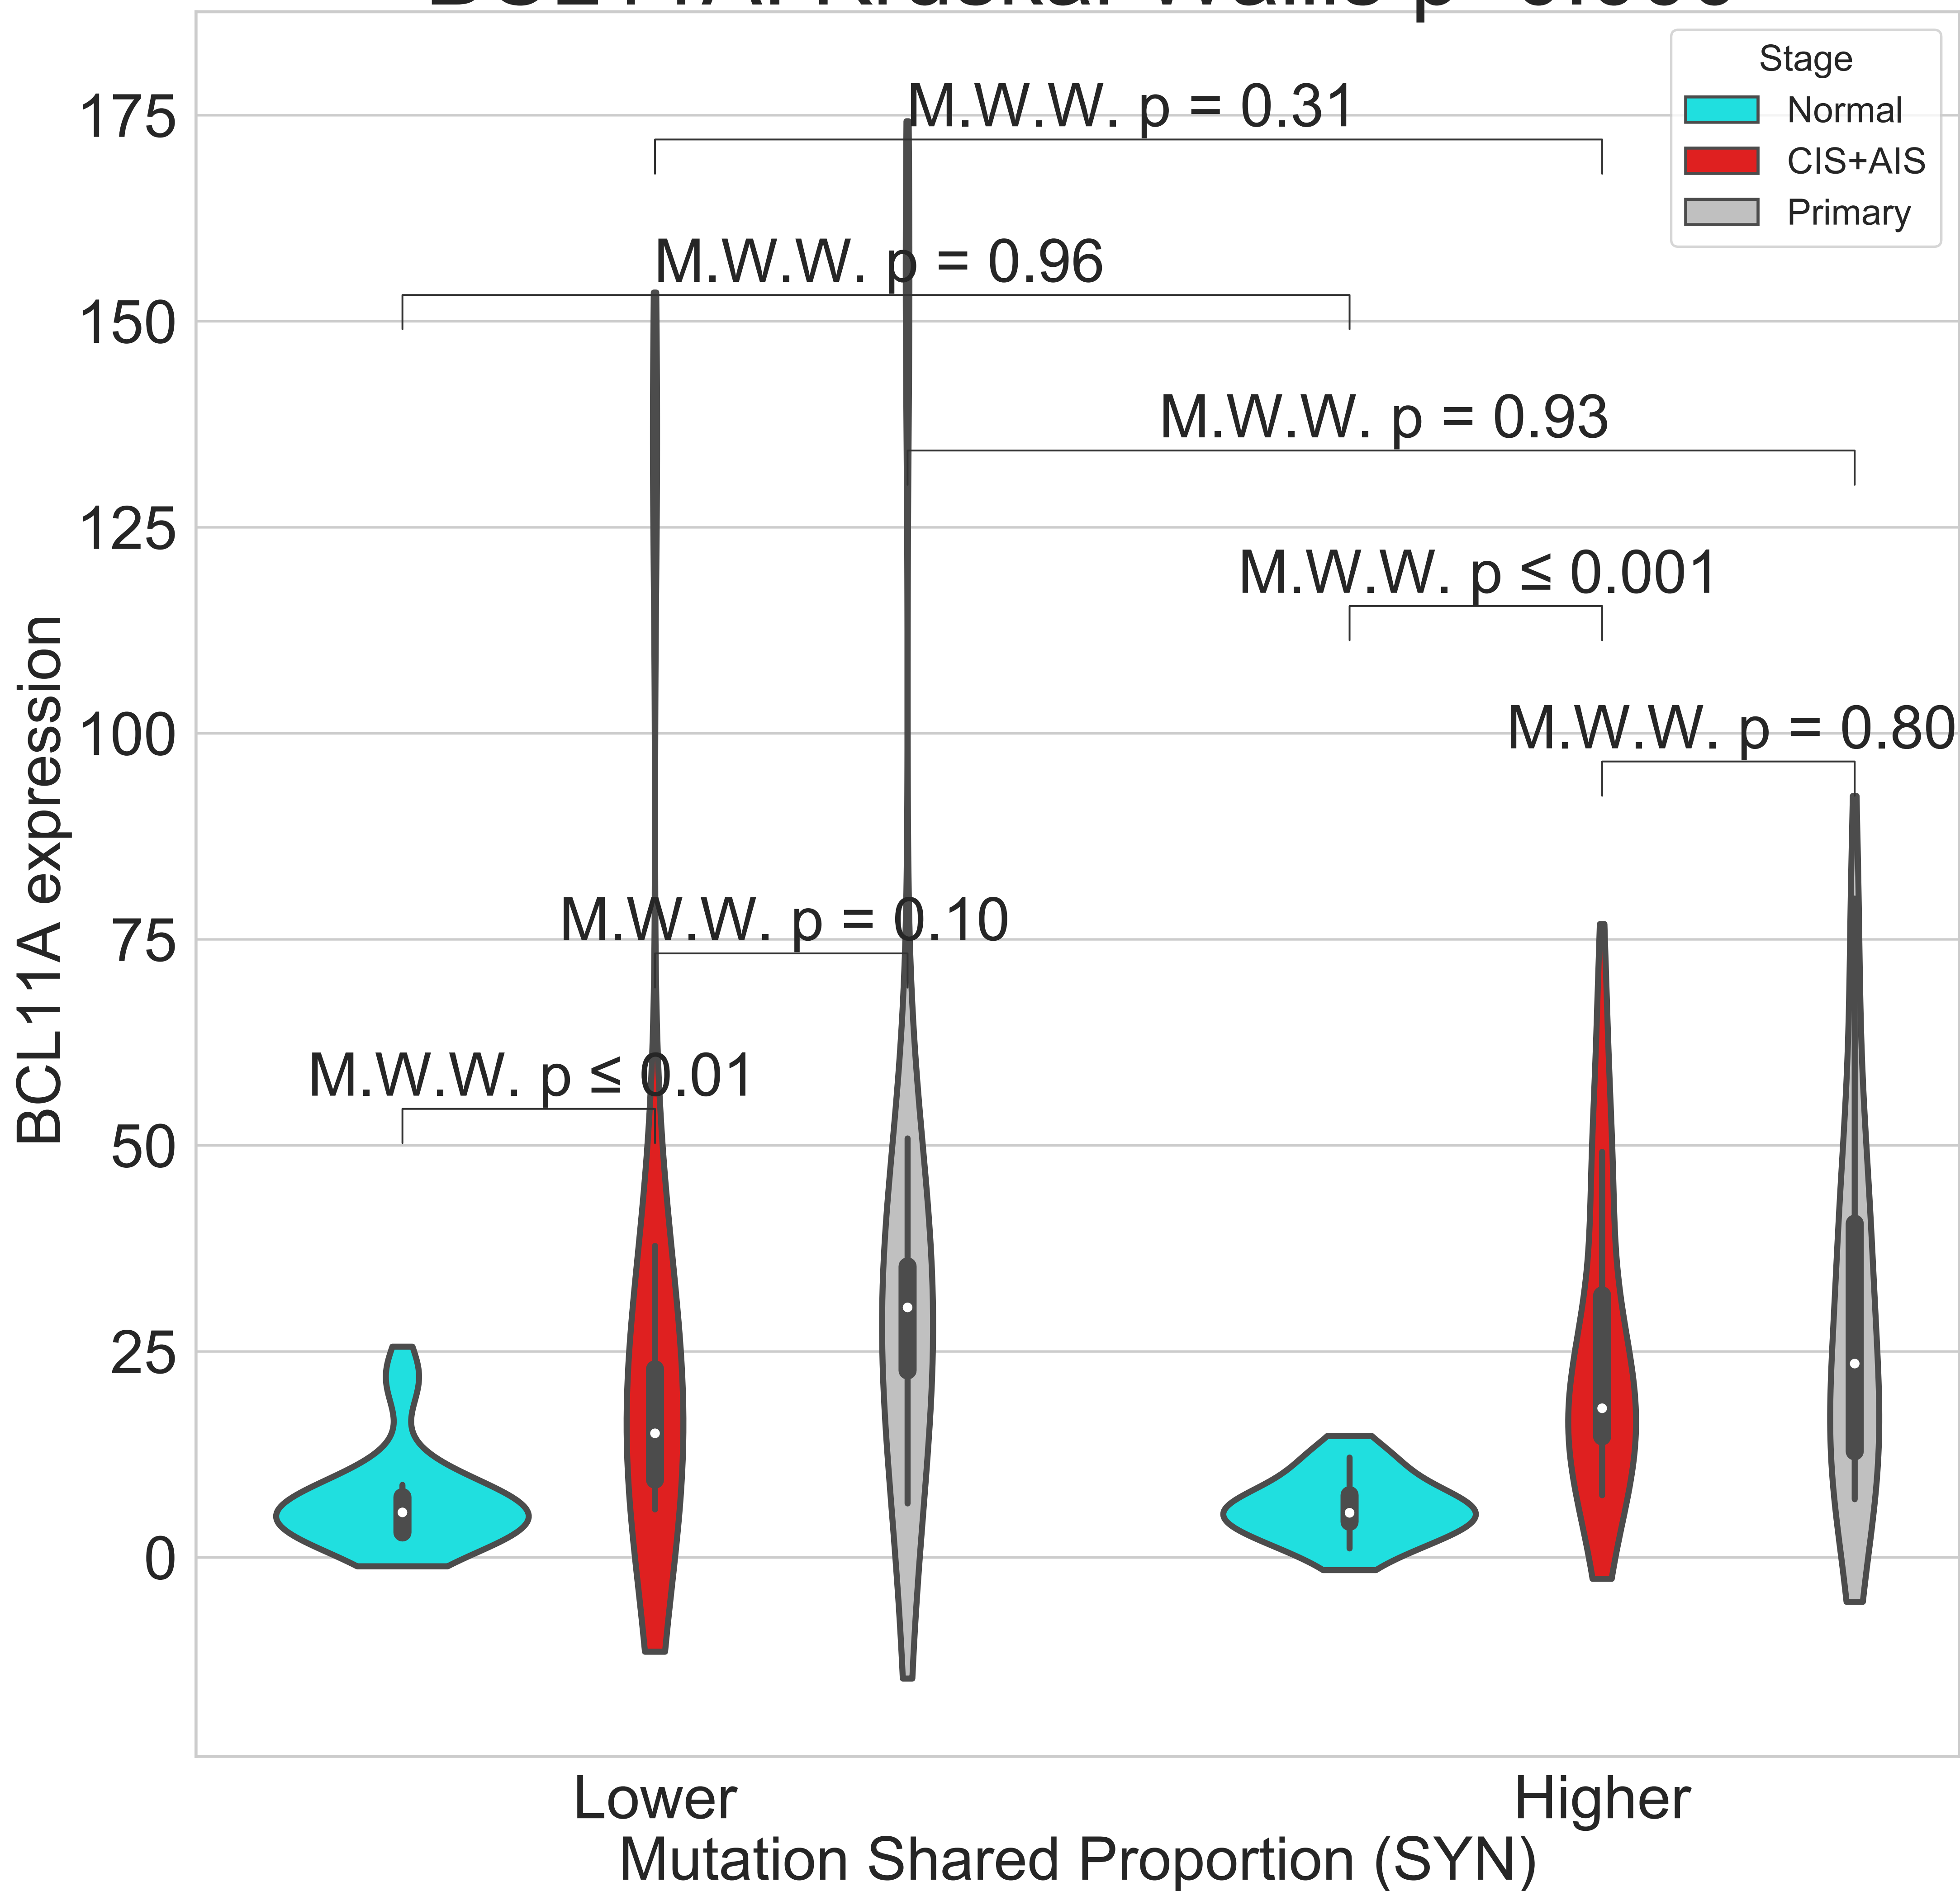 Stage
Normal
CIS+AIS
Primary
M.W.W. p = 0.31
M.W.W. p = 0.96
M.W.W. p = 0.93
M.W.W. p ≤ 0.001
M.W.W. p = 0.80
M.W.W. p = 0.10
M.W.W. p ≤ 0.01
175
150
125
100
75
50
25
0
BCL11A expression
Lower
Higher
Mutation Shared Proportion (SYN)